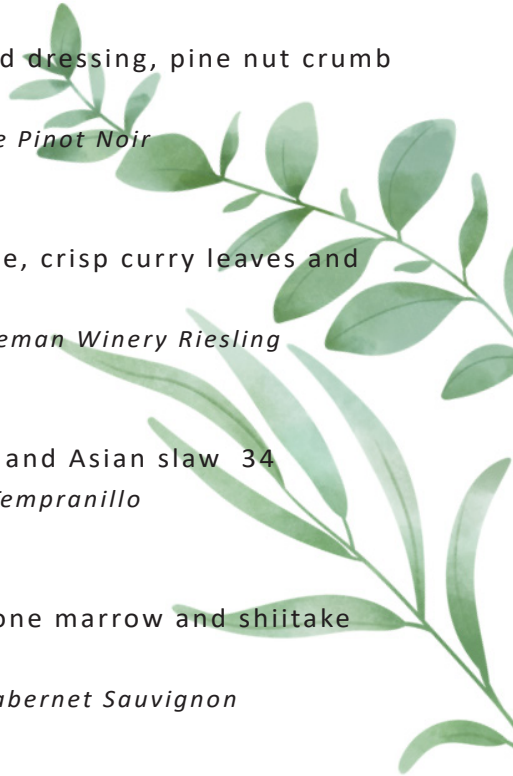 d dressing, pine nut crumb
e Pinot Noir
e, crisp curry leaves and
eman Winery Riesling
and Asian slaw 34
Tempranillo
one marrow and shiitake
abernet Sauvignon